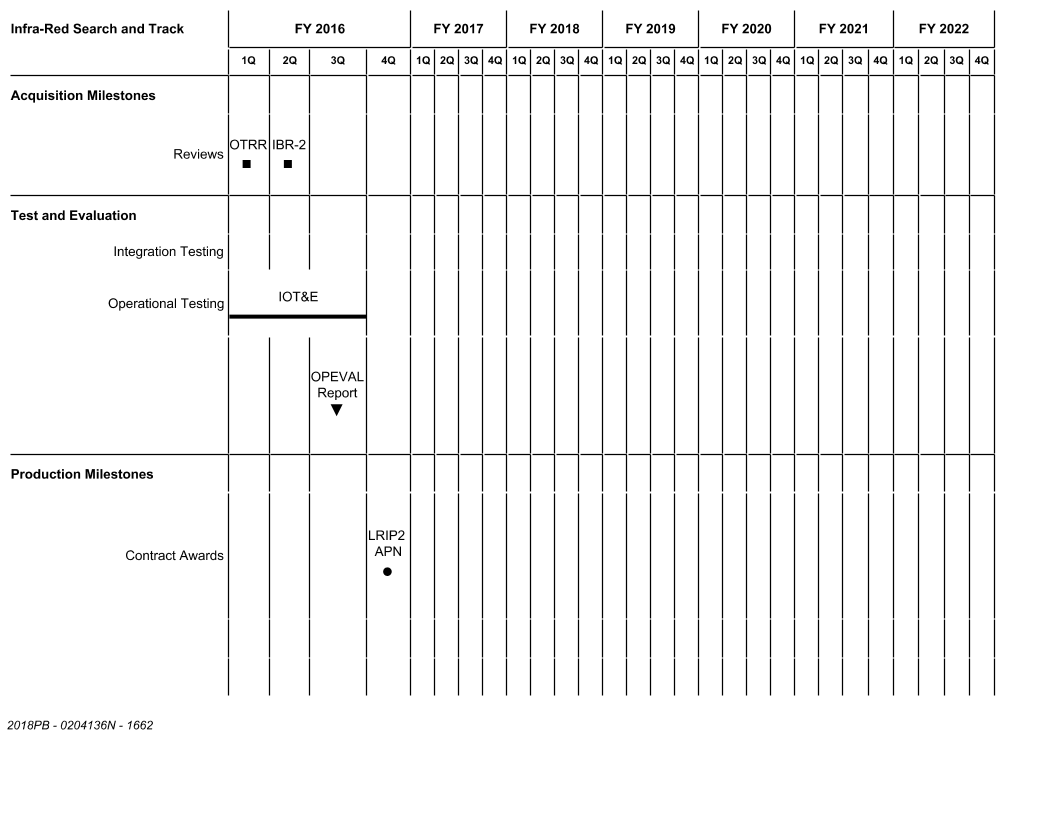 Infra-Red Search and Track FY 2016 FY 2017 FY 2018 FY 2019 FY 2020 FY 2021 FY 2022
1Q 2Q 3Q 4Q 1Q 2Q 3Q 4Q 1Q 2Q 3Q 4Q 1Q 2Q 3Q 4Q 1Q 2Q 3Q 4Q 1Q 2Q 3Q 4Q 1Q 2Q 3Q 4Q
Acquisition Milestones
OTRR IBR-2
Reviews
Test and Evaluation
Integration Testing
IOT&E
Operational Testing
OPEVAL
Report
Production Milestones
LRIP2
APN
Contract Awards
2018PB - 0204136N - 1662